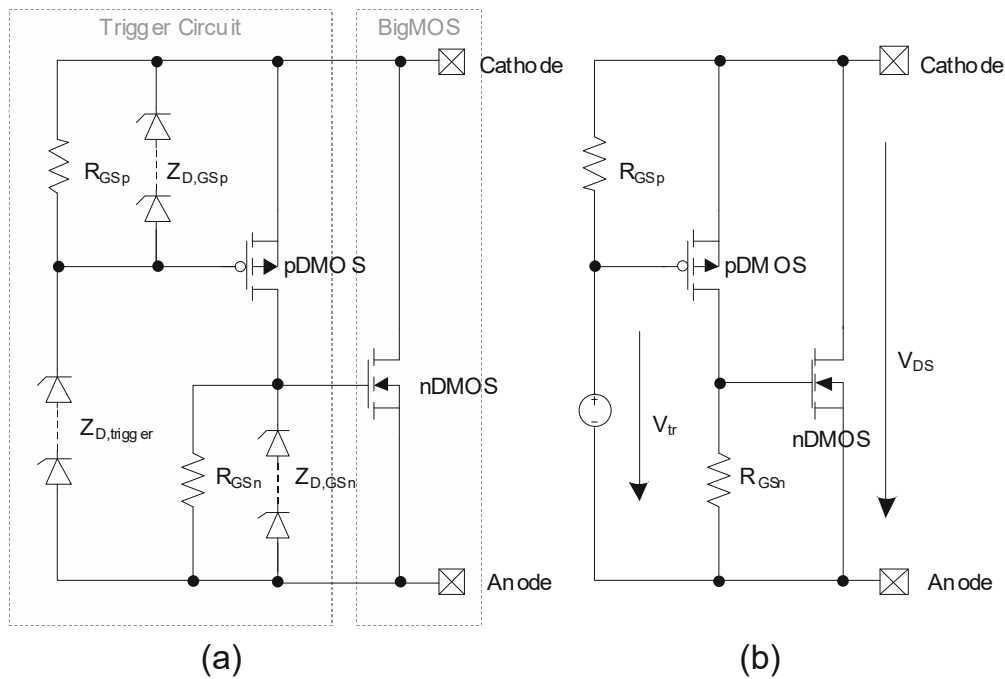 Trigger Circuit
BigMOS
Cathode
R_GSp
Z_D,GSp
pDMOS
nDMOS
Z_D,trigger
R_GSn
Z_D,GSn
Anode
(a)
Cathode
R_GSp
pDMOS
V_DS
+
−
V_tr
nDMOS
R_GSn
Anode
(b)